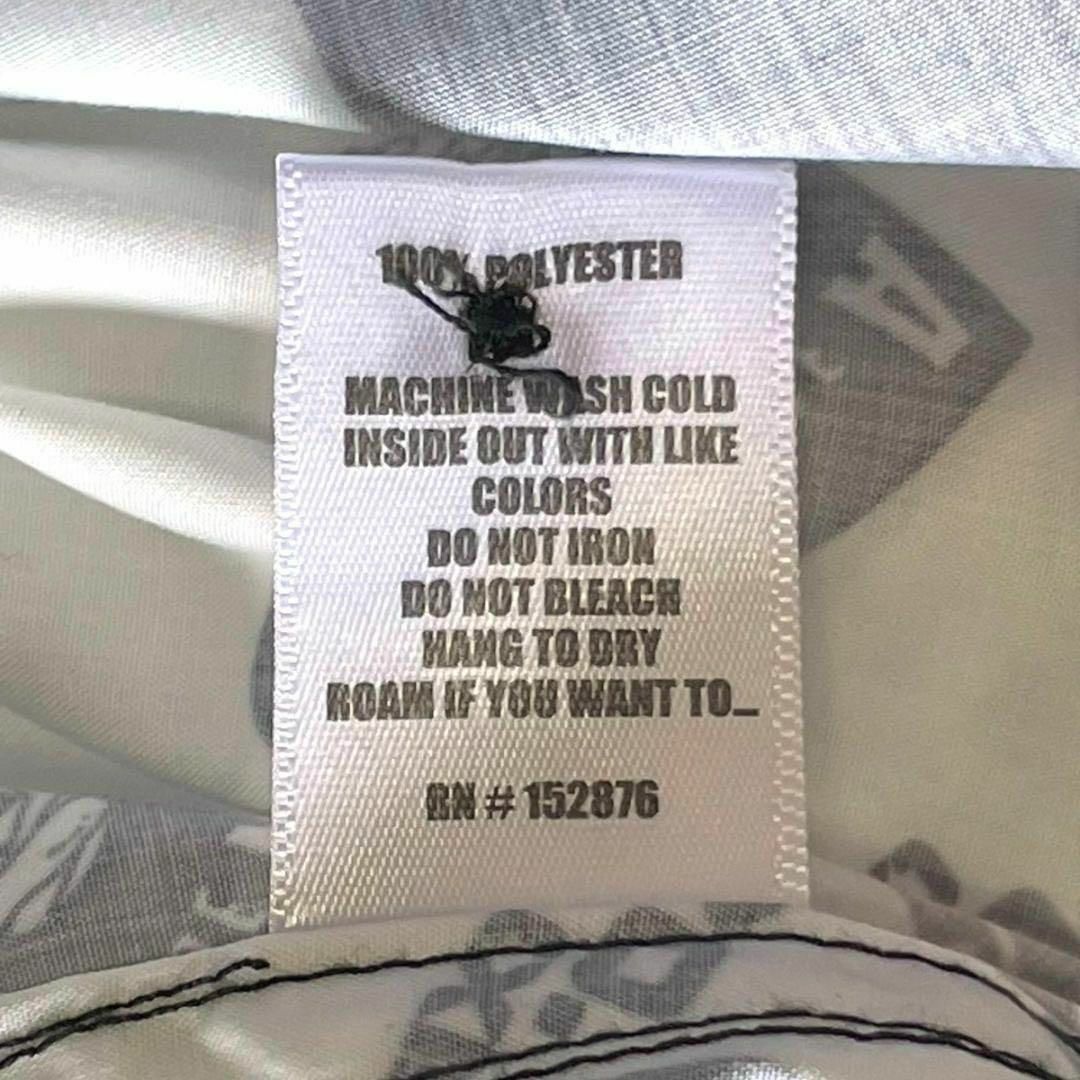 100% POLYESTER
MACHINE WASH COLD
INSIDE OUT WITH LIKE
COLORS
DO NOT IRON
DO NOT BLEACH
HANG TO DRY
ROAM IF YOU WANT TO...
RN # 152876